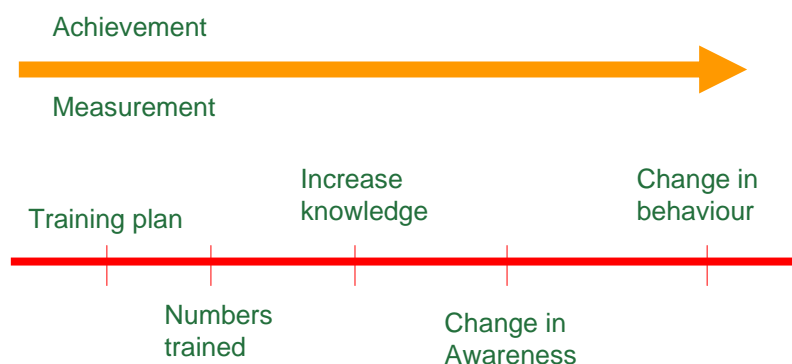 Achievement
Measurement
Increase
knowledge
Change in
behaviour
Training plan
Numbers
trained
Change in
Awareness